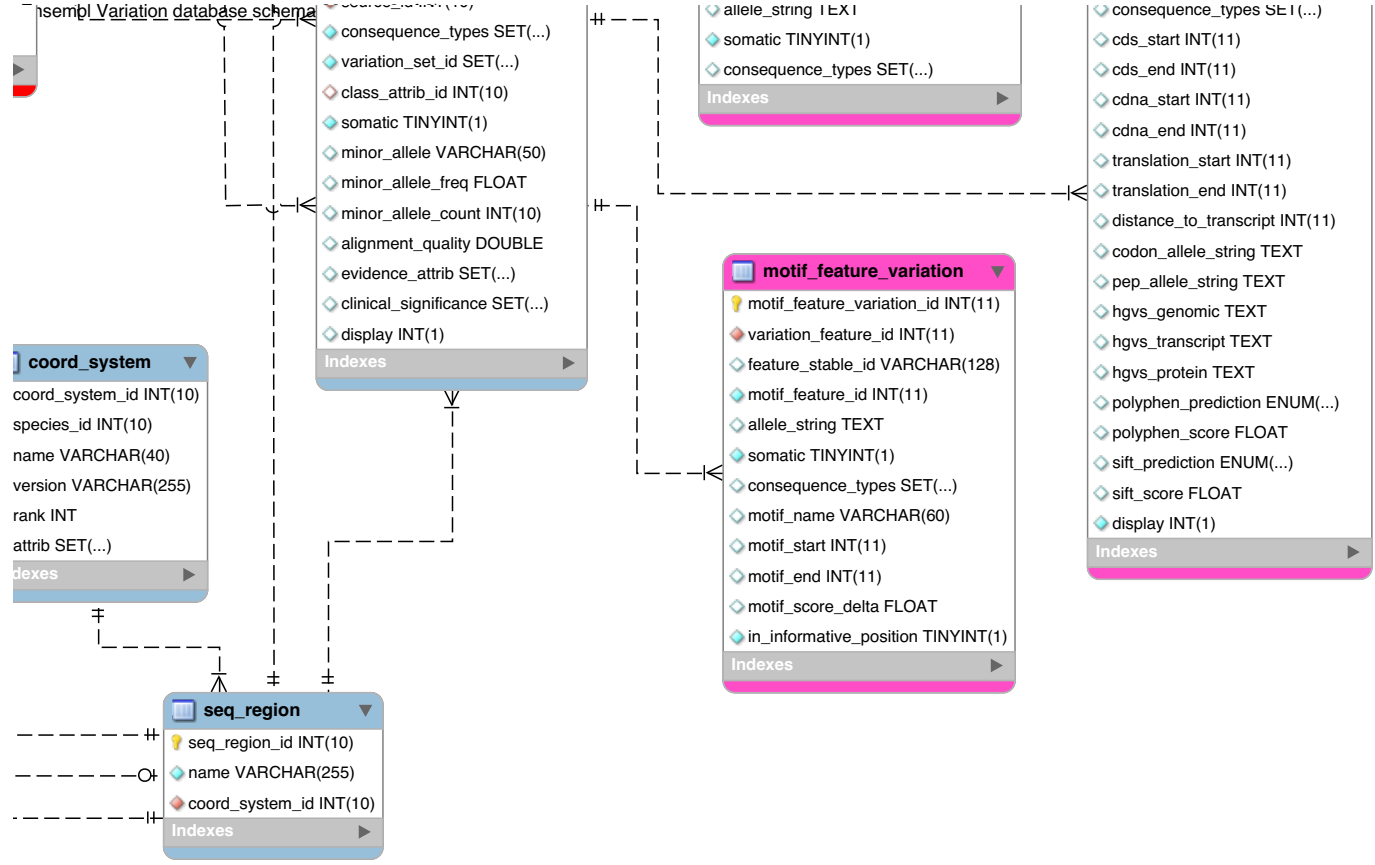 nsembl Variation database schema
source_id INT(10)
consequence_types SET(...)
variation_set_id SET(...)
class_attrib_id INT(10)
somatic TINYINT(1)
minor_allele VARCHAR(50)
minor_allele_freq FLOAT
minor_allele_count INT(10)
alignment_quality DOUBLE
evidence_attrib SET(...)
clinical_significance SET(...)
display INT(1)
Indexes
allele_string TEXT
somatic TINYINT(1)
consequence_types SET(...)
Indexes
consequence_types SET(...)
cds_start INT(11)
cds_end INT(11)
cdna_start INT(11)
cdna_end INT(11)
translation_start INT(11)
translation_end INT(11)
distance_to_transcript INT(11)
codon_allele_string TEXT
pep_allele_string TEXT
hgvs_genomic TEXT
hgvs_transcript TEXT
hgvs_protein TEXT
polyphen_prediction ENUM(...)
polyphen_score FLOAT
sift_prediction ENUM(...)
sift_score FLOAT
display INT(1)
Indexes
motif_feature_variation
motif_feature_variation_id INT(11)
variation_feature_id INT(11)
feature_stable_id VARCHAR(128)
motif_feature_id INT(11)
allele_string TEXT
somatic TINYINT(1)
consequence_types SET(...)
motif_name VARCHAR(60)
motif_start INT(11)
motif_end INT(11)
motif_score_delta FLOAT
in_informative_position TINYINT(1)
Indexes
coord_system
coord_system_id INT(10)
species_id INT(10)
name VARCHAR(40)
version VARCHAR(255)
rank INT
attrib SET(...)
dexes
seq_region
seq_region_id INT(10)
name VARCHAR(255)
coord_system_id INT(10)
Indexes